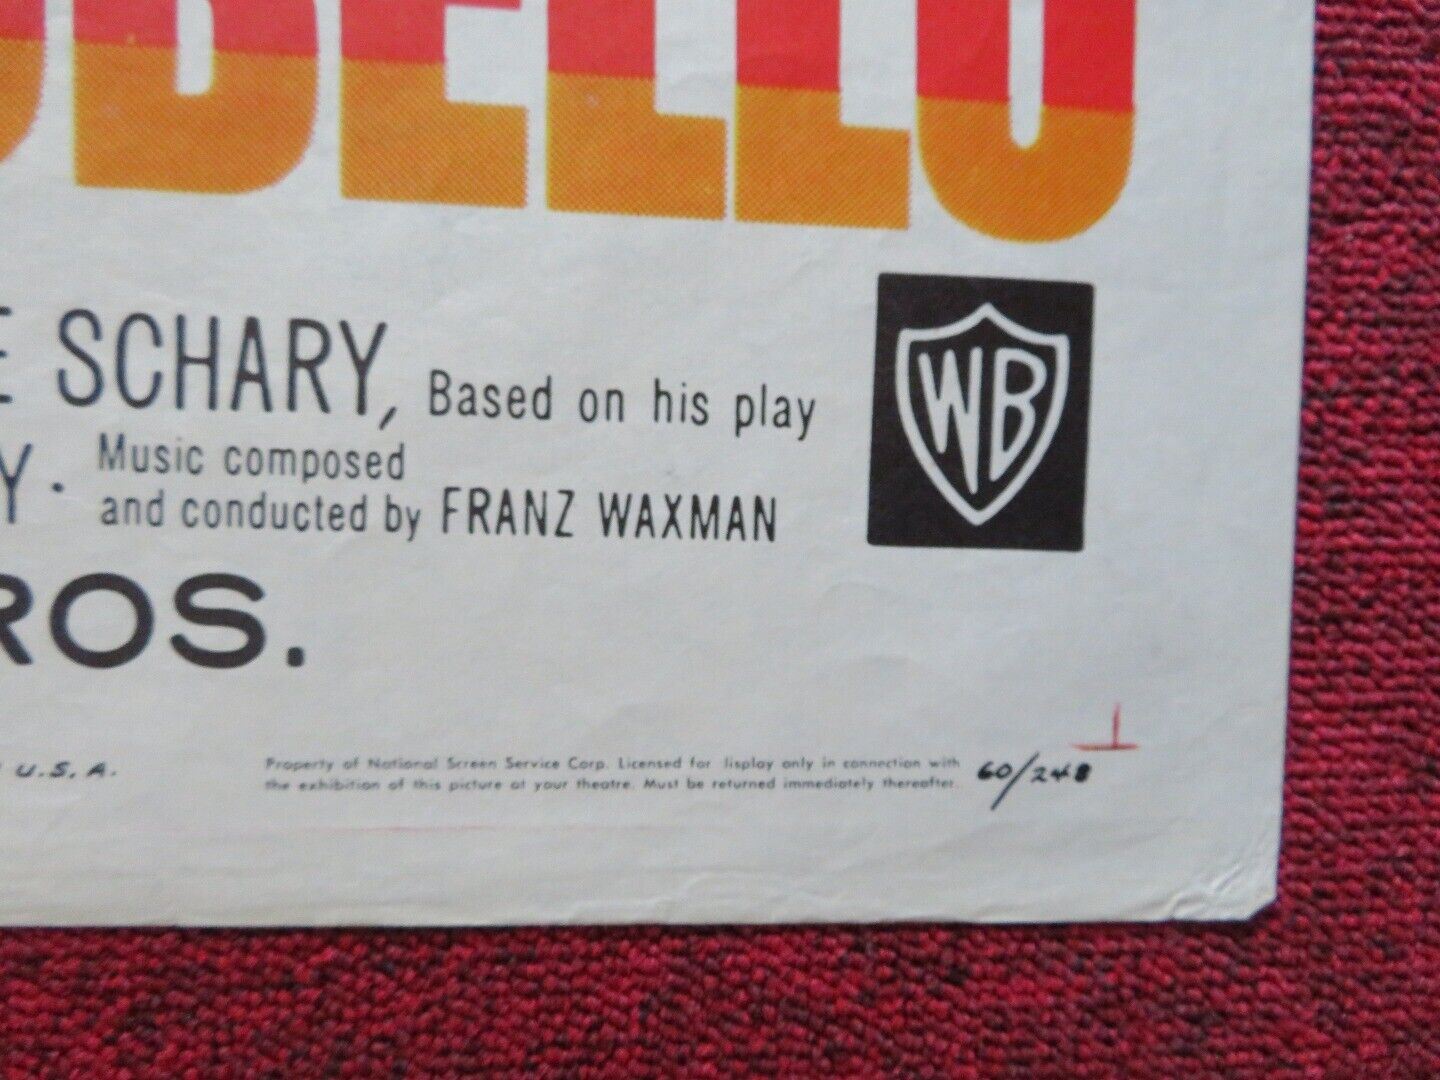 OBELLO
E SCHARY, Based on his play
Y. Music composed
and conducted by FRANZ WAXMAN
WB
ROS.
U.S.A.
Property of National Screen Service Corp. Licensed for display only in connection with
the exhibition of this picture at your theatre. Must be returned immediately thereafter.
60/248